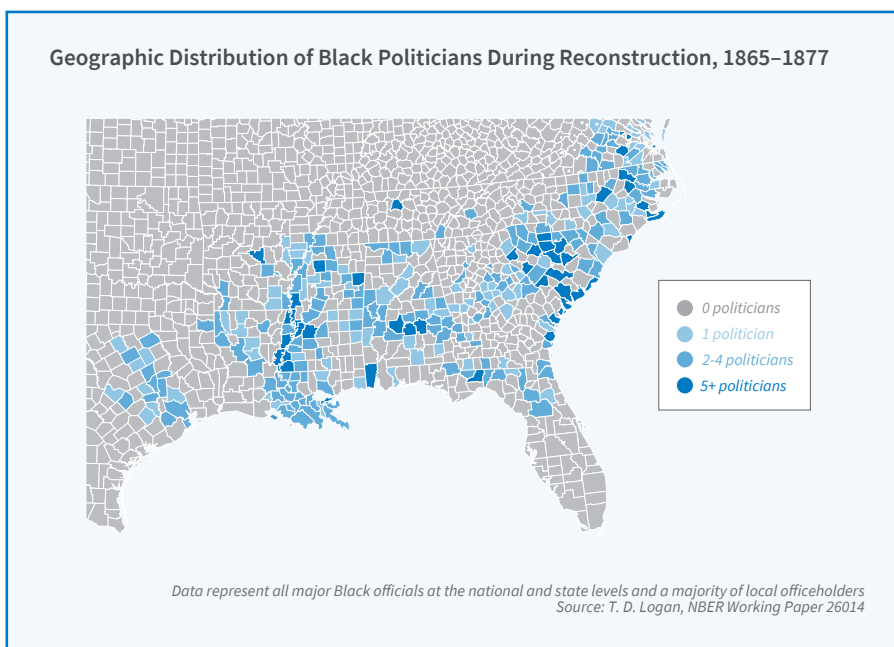 Geographic Distribution of Black Politicians During Reconstruction, 1865–1877
0 politicians
1 politician
2-4 politicians
5+ politicians
Data represent all major Black officials at the national and state levels and a majority of local officeholders
Source: T. D. Logan, NBER Working Paper 26014